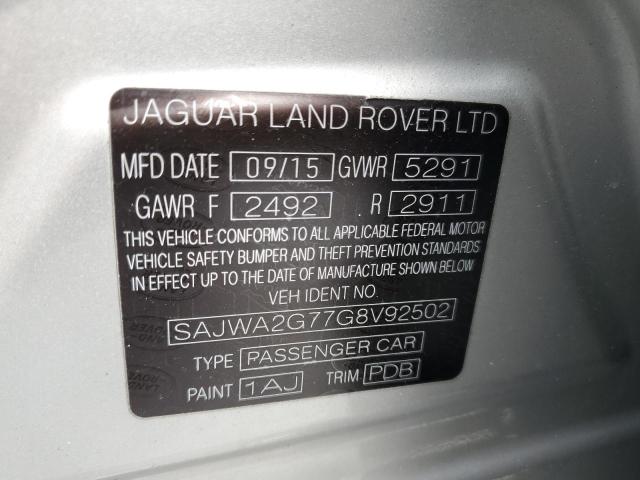 JAGUAR LAND ROVER LTD
MFD DATE 09/15 GVWR 5291
GAWR F 2492 R 2911
THIS VEHICLE CONFORMS TO ALL APPLICABLE FEDERAL MOTOR
VEHICLE SAFETY BUMPER AND THEFT PREVENTION STANDARDS
IN EFFECT UP TO THE DATE OF MANUFACTURE SHOWN BELOW
VEH IDENT NO.
SAJWA2G77G8V92502
TYPE PASSENGER CAR
PAINT 1AJ TRIM PDB